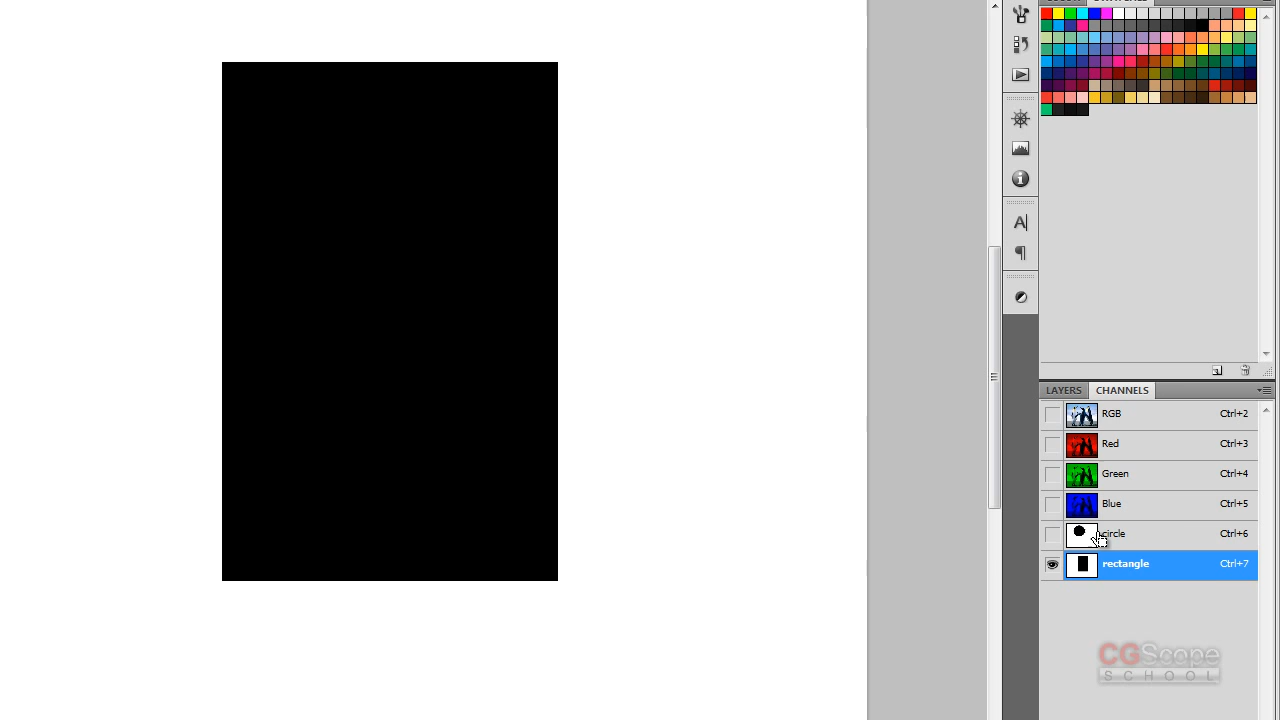 LAYERS CHANNELS
RGB Ctrl+2
Red Ctrl+3
Green Ctrl+4
Blue Ctrl+5
circle Ctrl+6
rectangle Ctrl+7
CGScope
SCHOOL